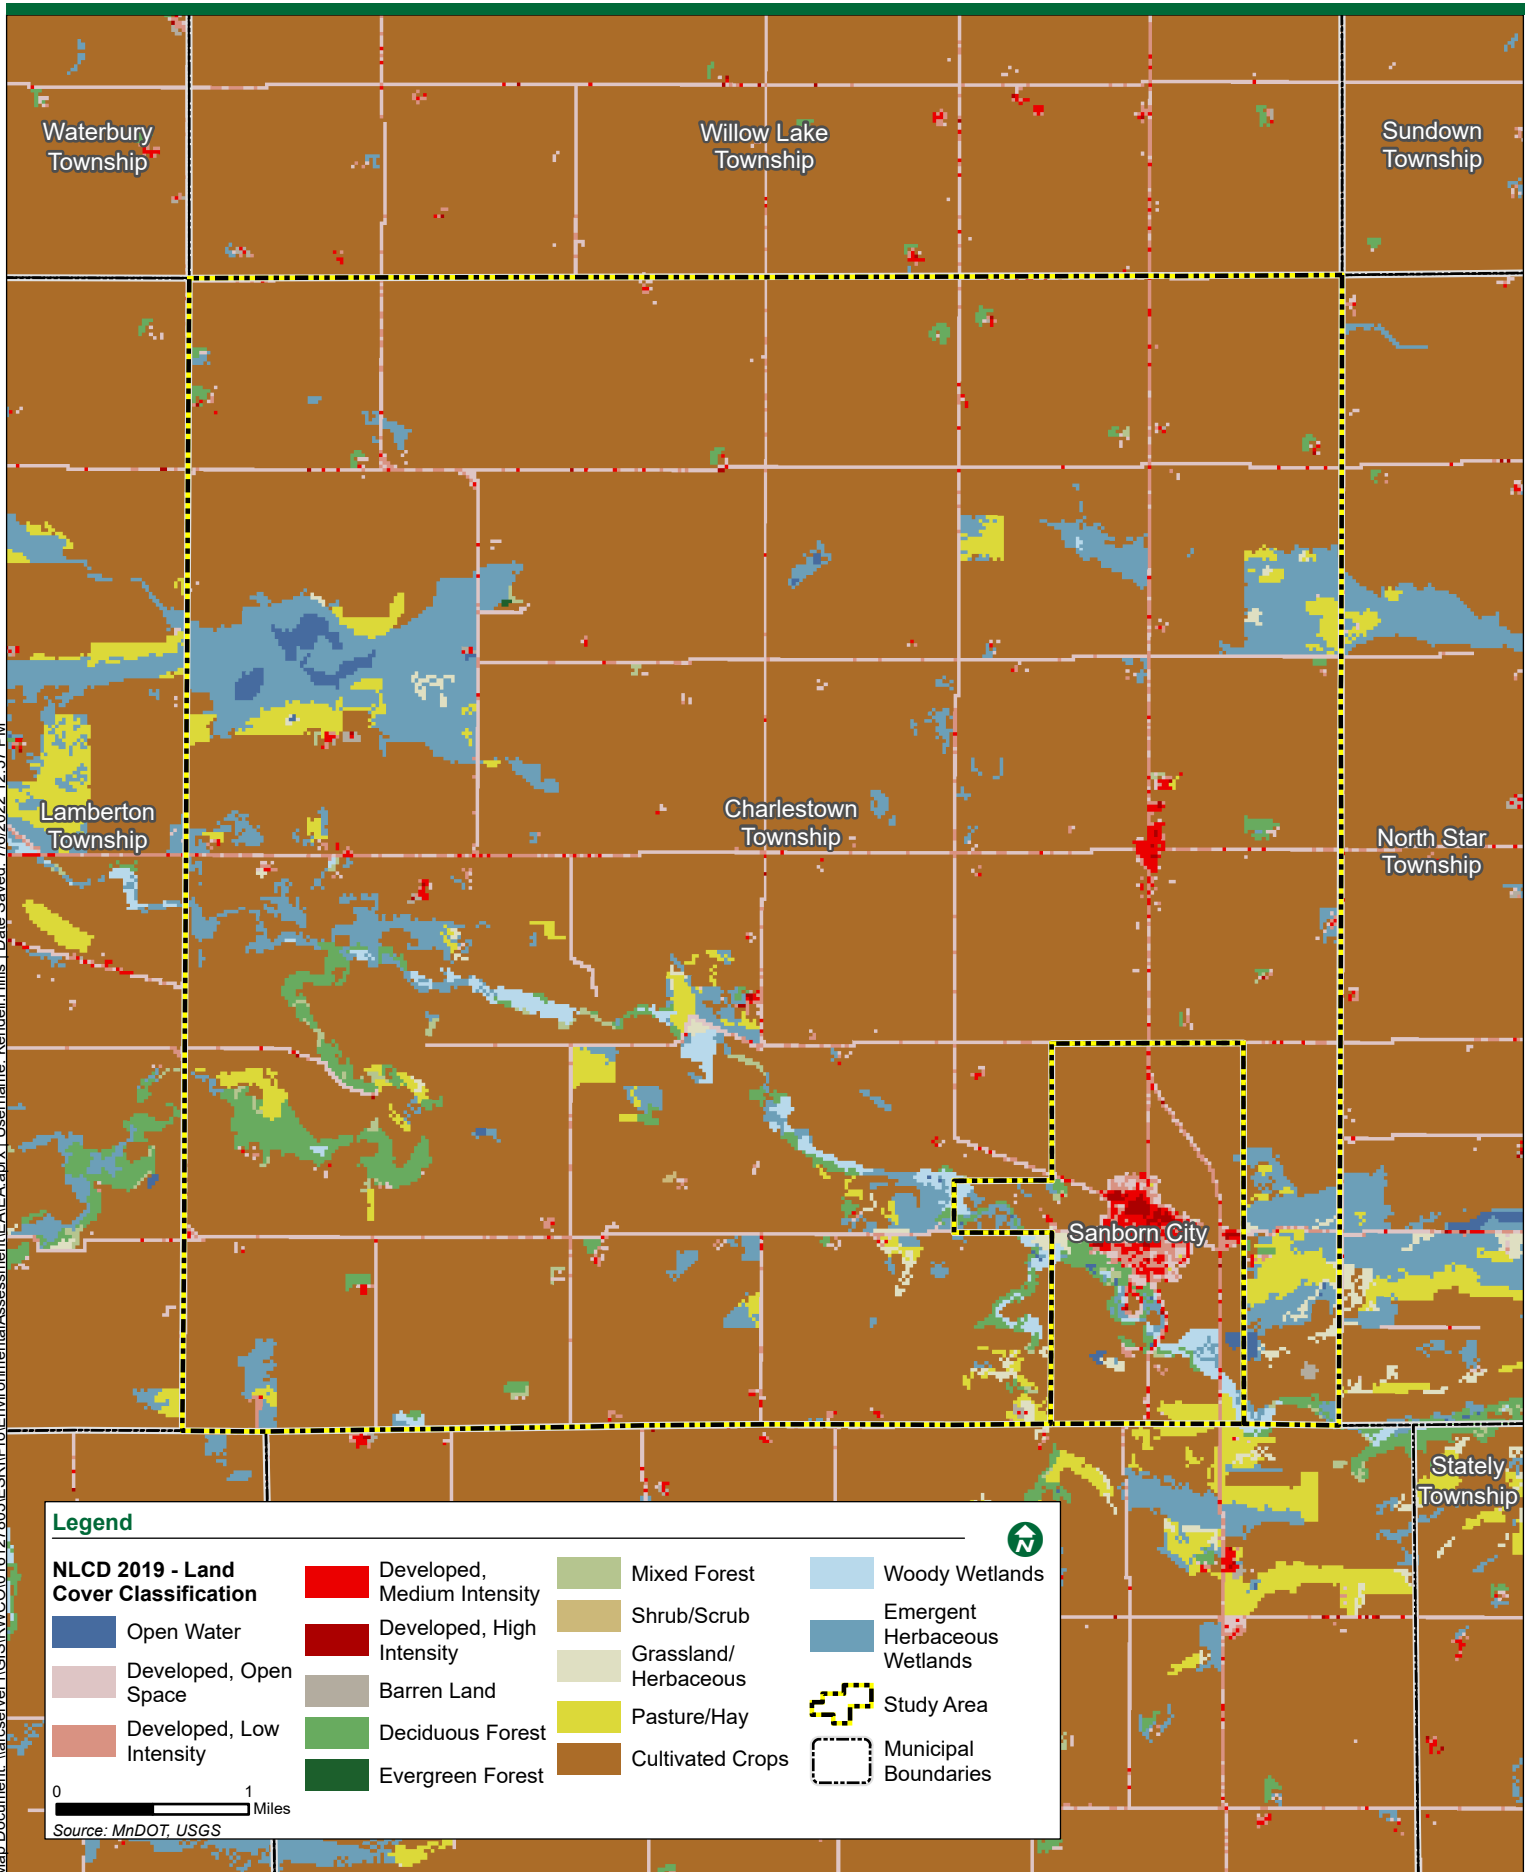 Waterbury
Township
Willow Lake
Township
Sundown
Township
Lamberton
Township
Charlestown
Township
North Star
Township
Sanborn City
Stately
Township
Legend
N
NLCD 2019 - Land
Cover Classification
Open Water
Developed, Open
Space
Developed, Low
Intensity
Developed,
Medium Intensity
Developed, High
Intensity
Barren Land
Deciduous Forest
Evergreen Forest
Mixed Forest
Shrub/Scrub
Grassland/
Herbaceous
Pasture/Hay
Cultivated Crops
Woody Wetlands
Emergent
Herbaceous
Wetlands
Study Area
Municipal
Boundaries
0 1
Miles
Source: MnDOT, USGS